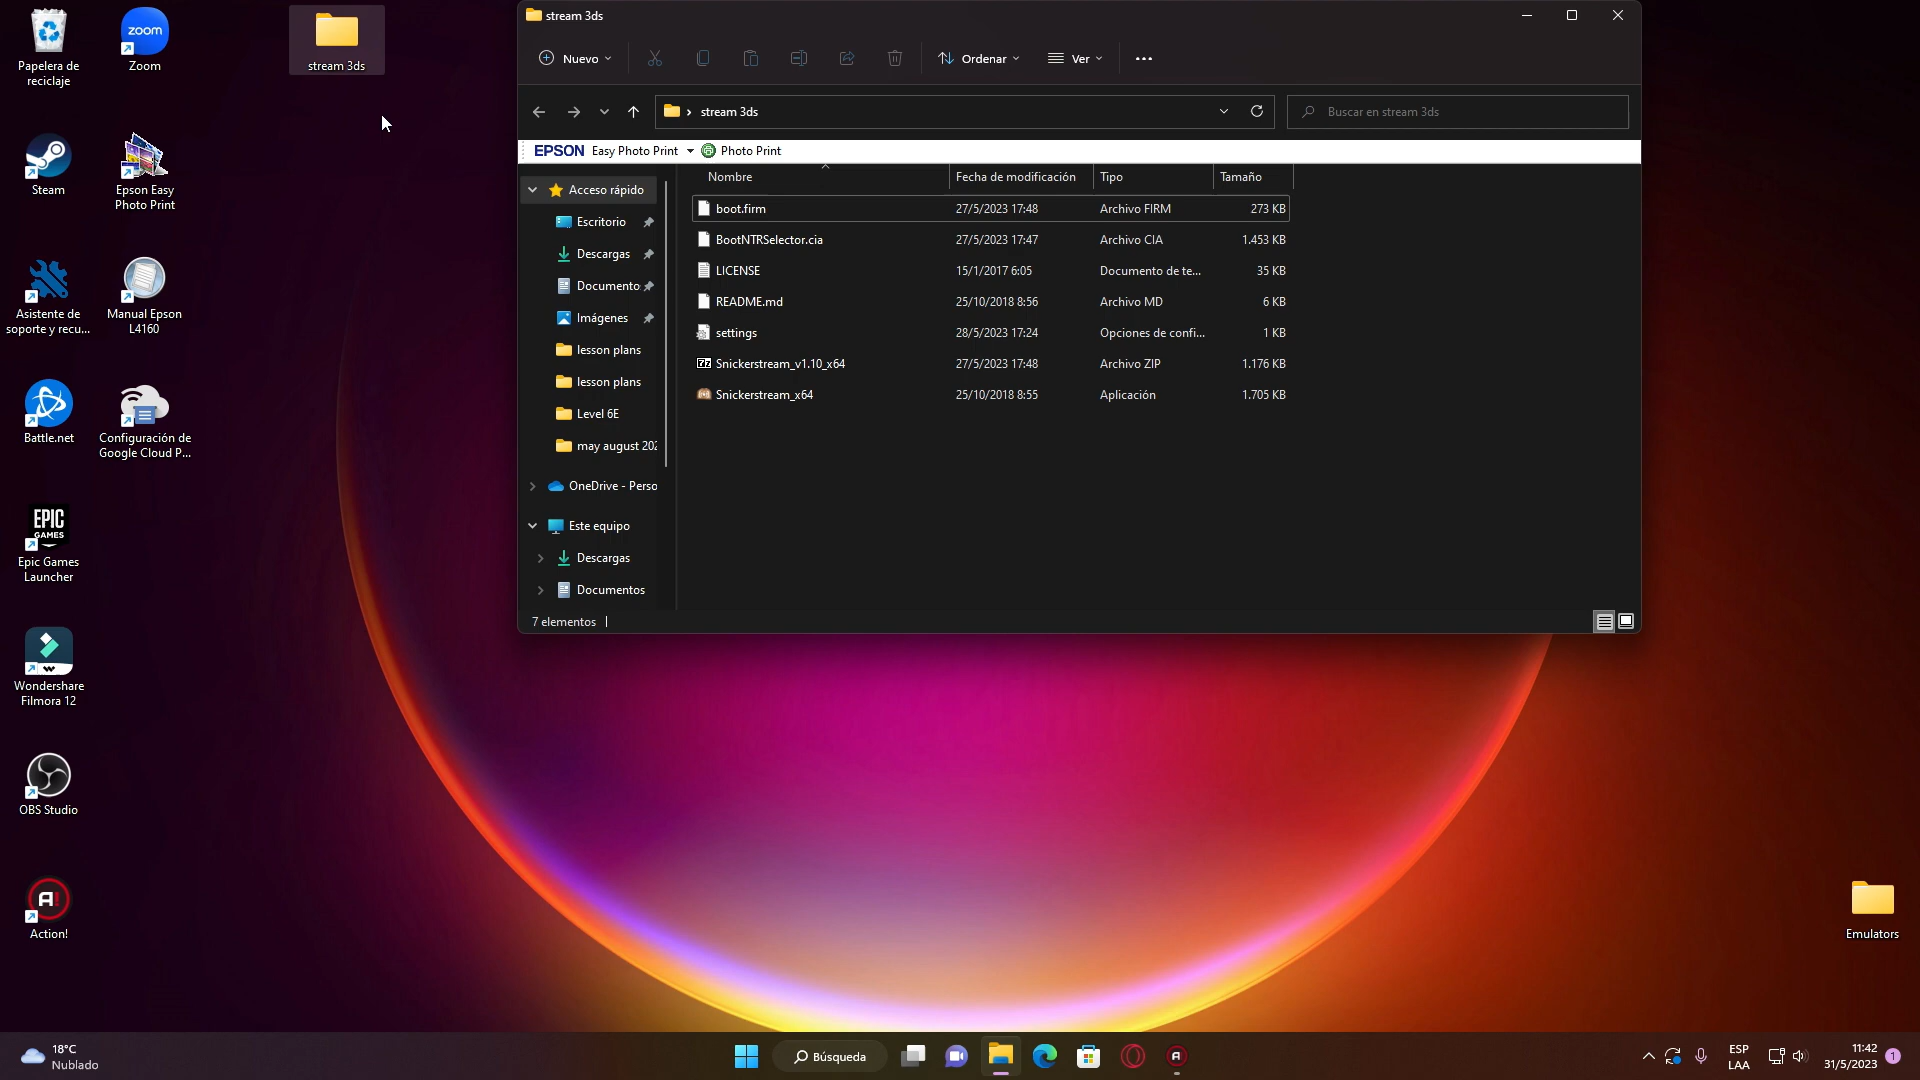 Papelera de
reciclaje
zoom
Zoom
stream 3ds
Steam
Epson Easy
Photo Print
Asistente de
soporte y recu...
Manual Epson
L4160
Battle.net
Configuración de
Google Cloud P...
EPIC
GAMES
Epic Games
Launcher
Wondershare
Filmora 12
OBS Studio
A!
Action!
Emulators
stream 3ds
Nuevo
Ordenar
Ver
stream 3ds
Buscar en stream 3ds
EPSON Easy Photo Print Photo Print
Nombre Fecha de modificación Tipo Tamaño
boot.firm 27/5/2023 17:48 Archivo FIRM 273 KB
BootNTRSelector.cia 27/5/2023 17:47 Archivo CIA 1.453 KB
LICENSE 15/1/2017 6:05 Documento de te... 35 KB
README.md 25/10/2018 8:56 Archivo MD 6 KB
settings 28/5/2023 17:24 Opciones de confi... 1 KB
Snickerstream_v1.10_x64 27/5/2023 17:48 Archivo ZIP 1.176 KB
Snickerstream_x64 25/10/2018 8:55 Aplicación 1.705 KB
Acceso rápido
Escritorio
Descargas
Documento
Imágenes
lesson plans
lesson plans
Level 6E
may august 202
OneDrive - Perso
Este equipo
Descargas
Documentos
7 elementos
18°C
Nublado
Búsqueda
ESP
LAA
11:42
31/5/2023
1